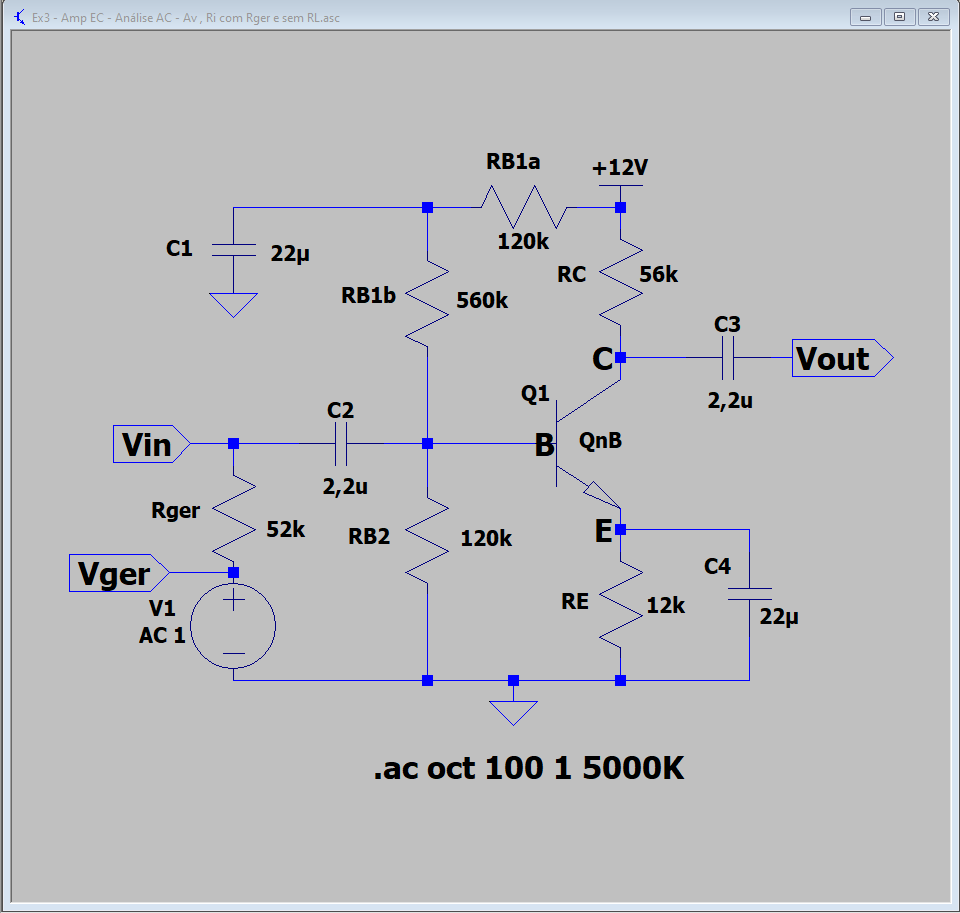 Ex3 - Amp EC - Análise AC - Av , Ri com Rger e sem RL.asc
RB1a
+12V
120k
C1
22µ
RC
56k
RB1b
560k
C3
C
Vout
2,2u
Q1
C2
Vin
B
QnB
2,2u
Rger
52k
RB2
120k
E
Vger
C4
V1
AC 1
RE
12k
22µ
.ac oct 100 1 5000K